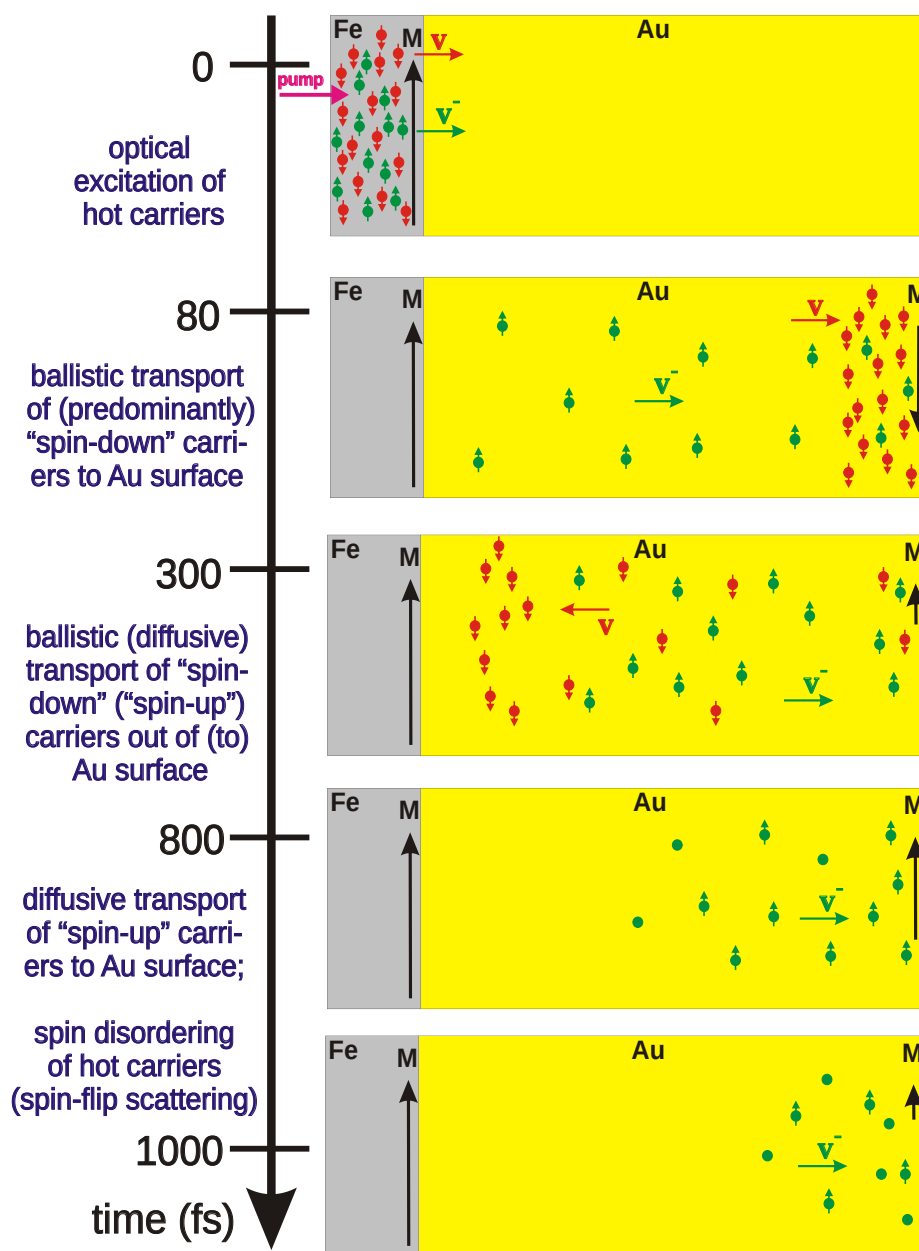 Fe
M
Au
v
0
pump
v-
optical
excitation of
hot carriers
Fe
M
Au
M
v
80
v-
ballistic transport
of (predominantly)
“spin-down” carri-
ers to Au surface
Fe
M
Au
M
300
v
v-
ballistic (diffusive)
transport of “spin-
down” (“spin-up”)
carriers out of (to)
Au surface
Fe
M
Au
M
800
v-
diffusive transport
of “spin-up” carri-
ers to Au surface;
spin disordering
of hot carriers
(spin-flip scattering)
Fe
M
Au
M
1000
v-
time (fs)